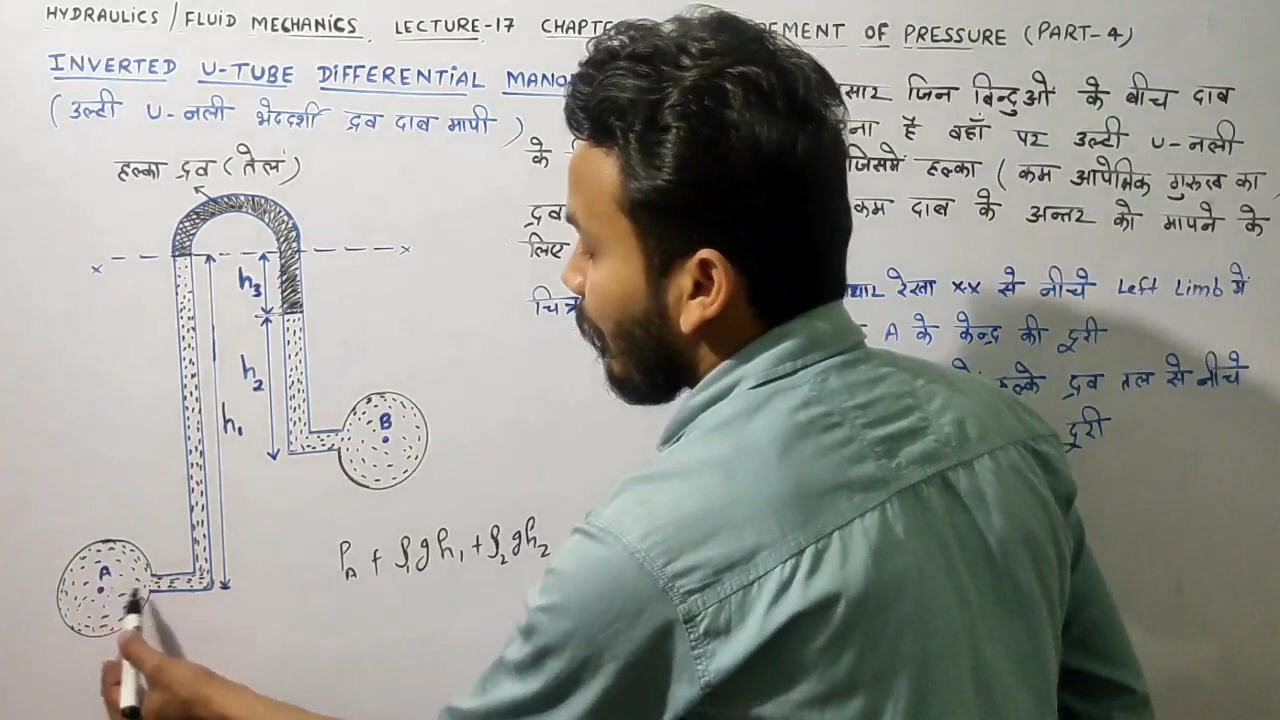 HYDRAULICS/FLUID MECHANICS, LECTURE-17 CHAPTE EMENT OF PRESSURE (PART-4)
INVERTED U-TUBE DIFFERENTIAL MANO
(उल्टी U-नली भेददर्शी द्रव दाब मापी)
हल्का द्रव (तेल)
सार जिन बिन्दुओं के बीच दाब
के ना है वहाँ पर उल्टी U-नली
जिसमें हल्का (कम आपेक्षिक गुरुत्व का)
द्रव कम दाब के अन्तर को मापने के
लिए
चित्र धार रेखा xx से नीचे Left Limb में
A के केन्द्र की दूरी
हल्के द्रव तल से नीचे
दूरी
x x
h3
h2
h1
B
A
PA + ρ1gh1 + ρ2gh2